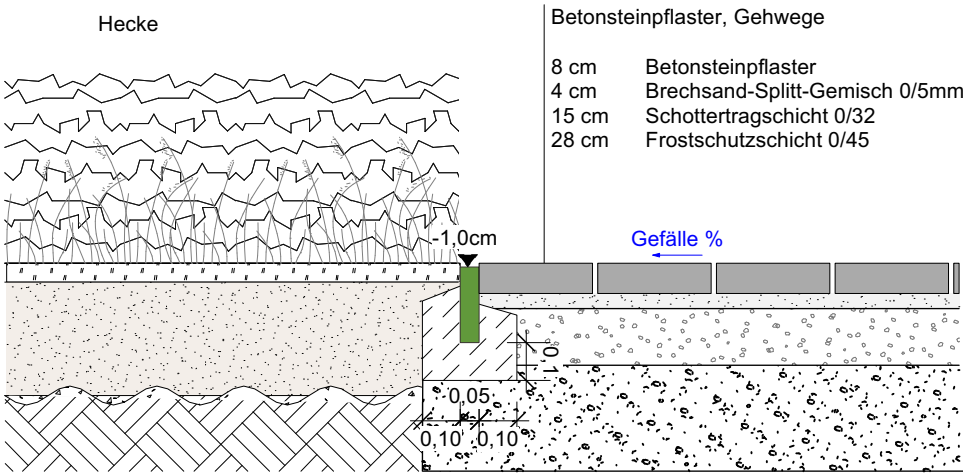 Hecke
Betonsteinpflaster, Gehwege
8 cm Betonsteinpflaster
4 cm Brechsand-Splitt-Gemisch 0/5mm
15 cm Schottertragschicht 0/32
28 cm Frostschutzschicht 0/45
-1,0cm
Gefälle %
0,1
0,05
0,10 0,10